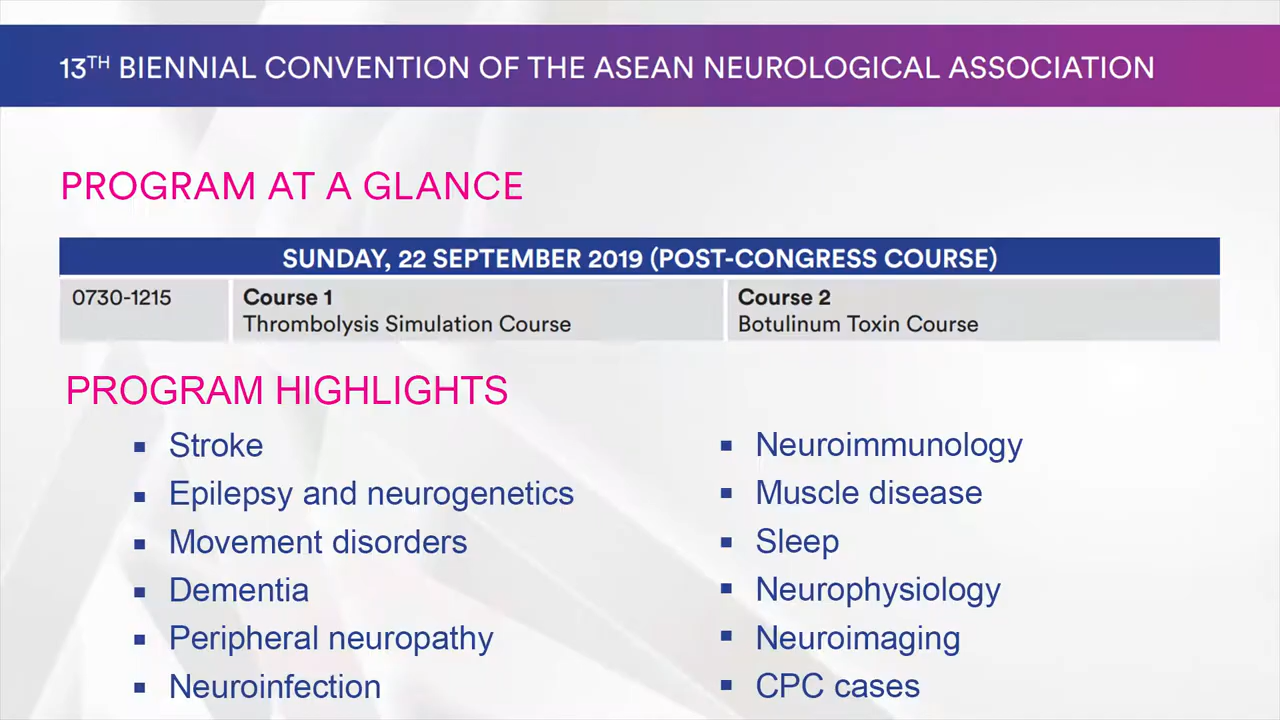 13TH BIENNIAL CONVENTION OF THE ASEAN NEUROLOGICAL ASSOCIATION
PROGRAM AT A GLANCE
SUNDAY, 22 SEPTEMBER 2019 (POST-CONGRESS COURSE)
0730-1215
Course 1
Thrombolysis Simulation Course
Course 2
Botulinum Toxin Course
PROGRAM HIGHLIGHTS
▪ Stroke
▪ Epilepsy and neurogenetics
▪ Movement disorders
▪ Dementia
▪ Peripheral neuropathy
▪ Neuroinfection
▪ Neuroimmunology
▪ Muscle disease
▪ Sleep
▪ Neurophysiology
▪ Neuroimaging
▪ CPC cases